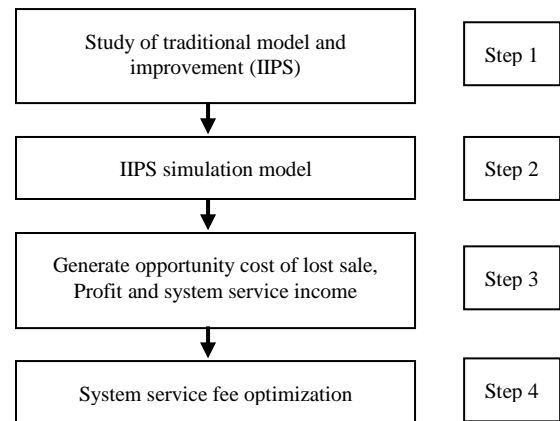 Study of traditional model and
improvement (IIPS)
Step 1
IIPS simulation model
Step 2
Generate opportunity cost of lost sale,
Profit and system service income
Step 3
System service fee optimization
Step 4